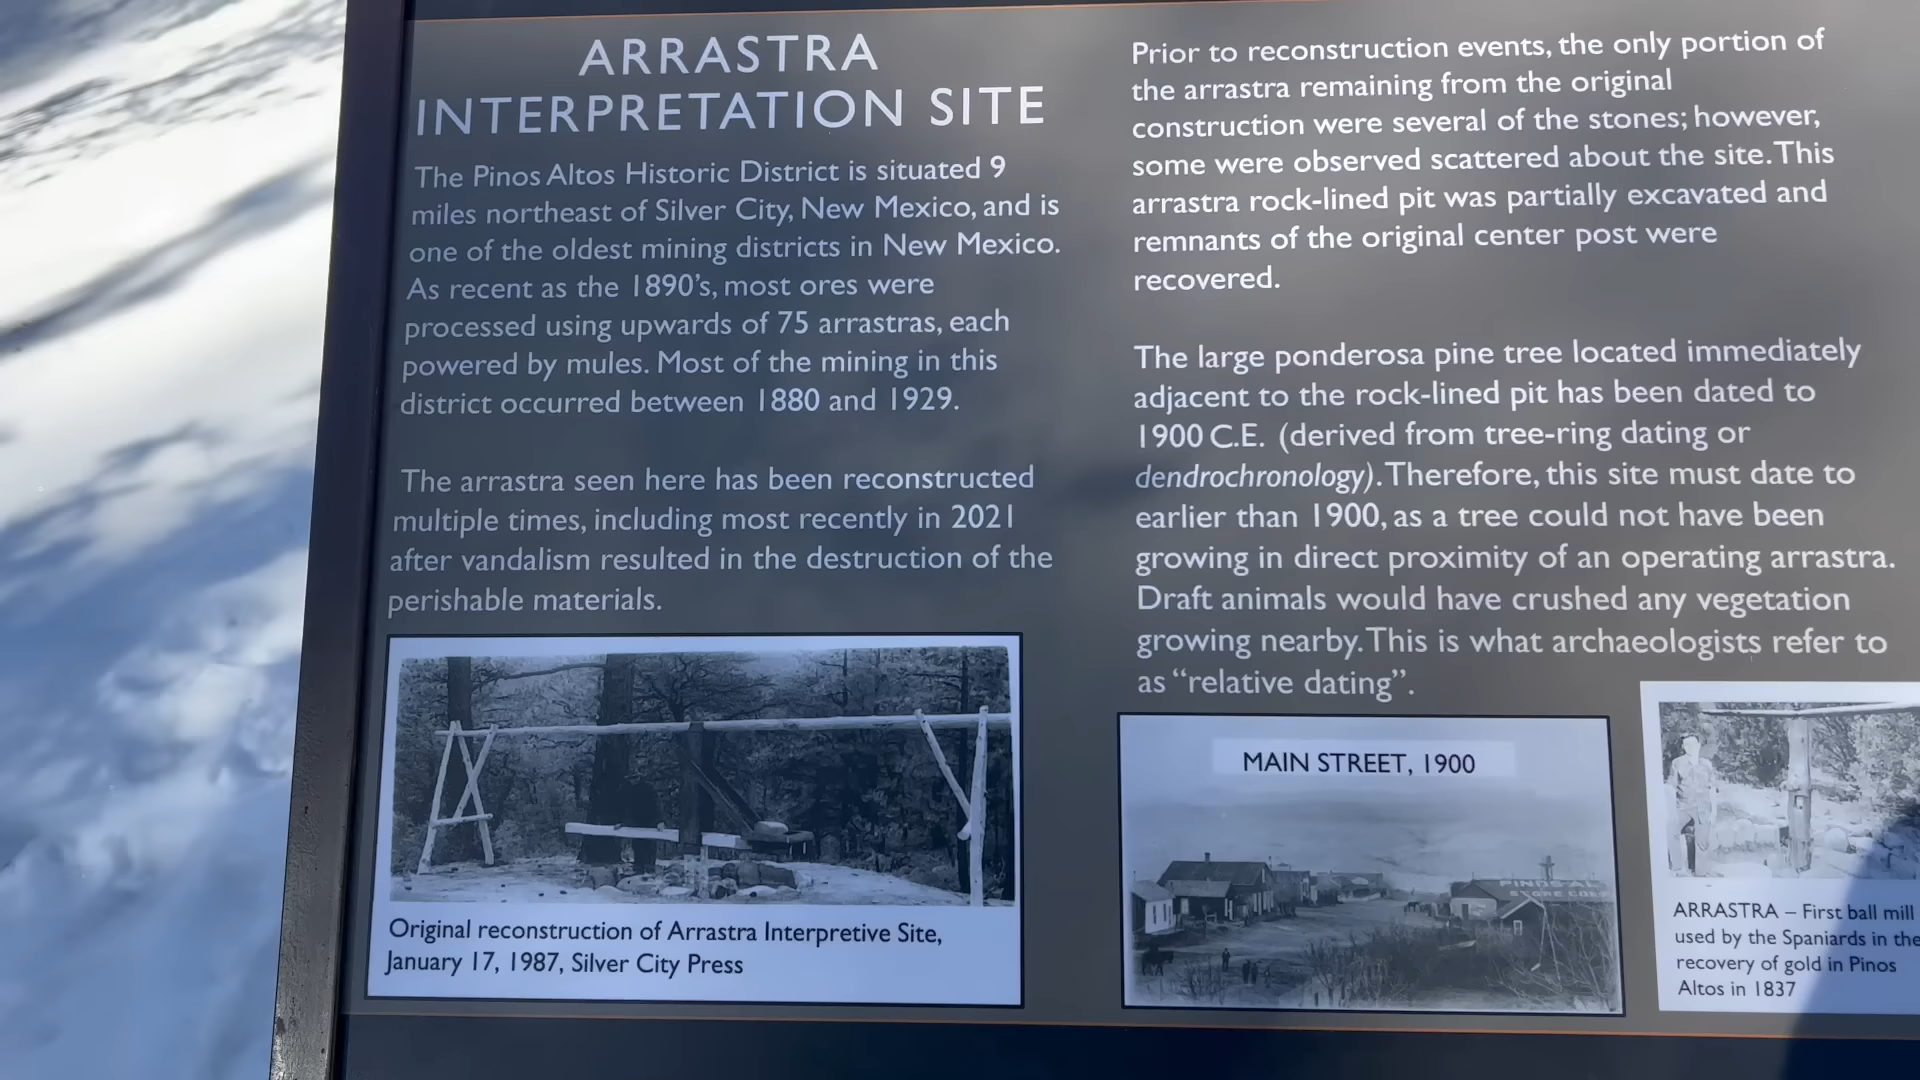 ARRASTRA
INTERPRETATION SITE
The Pinos Altos Historic District is situated 9
miles northeast of Silver City, New Mexico, and is
one of the oldest mining districts in New Mexico.
As recent as the 1890's, most ores were
processed using upwards of 75 arrastras, each
powered by mules. Most of the mining in this
district occurred between 1880 and 1929.
The arrastra seen here has been reconstructed
multiple times, including most recently in 2021
after vandalism resulted in the destruction of the
perishable materials.
Original reconstruction of Arrastra Interpretive Site,
January 17, 1987, Silver City Press
Prior to reconstruction events, the only portion of
the arrastra remaining from the original
construction were several of the stones; however,
some were observed scattered about the site. This
arrastra rock-lined pit was partially excavated and
remnants of the original center post were
recovered.
The large ponderosa pine tree located immediately
adjacent to the rock-lined pit has been dated to
1900 C.E. (derived from tree-ring dating or
dendrochronology). Therefore, this site must date to
earlier than 1900, as a tree could not have been
growing in direct proximity of an operating arrastra.
Draft animals would have crushed any vegetation
growing nearby. This is what archaeologists refer to
as "relative dating".
MAIN STREET, 1900
PINOS AL
STORE
ARRASTRA – First ball mill
used by the Spaniards in the
recovery of gold in Pinos
Altos in 1837